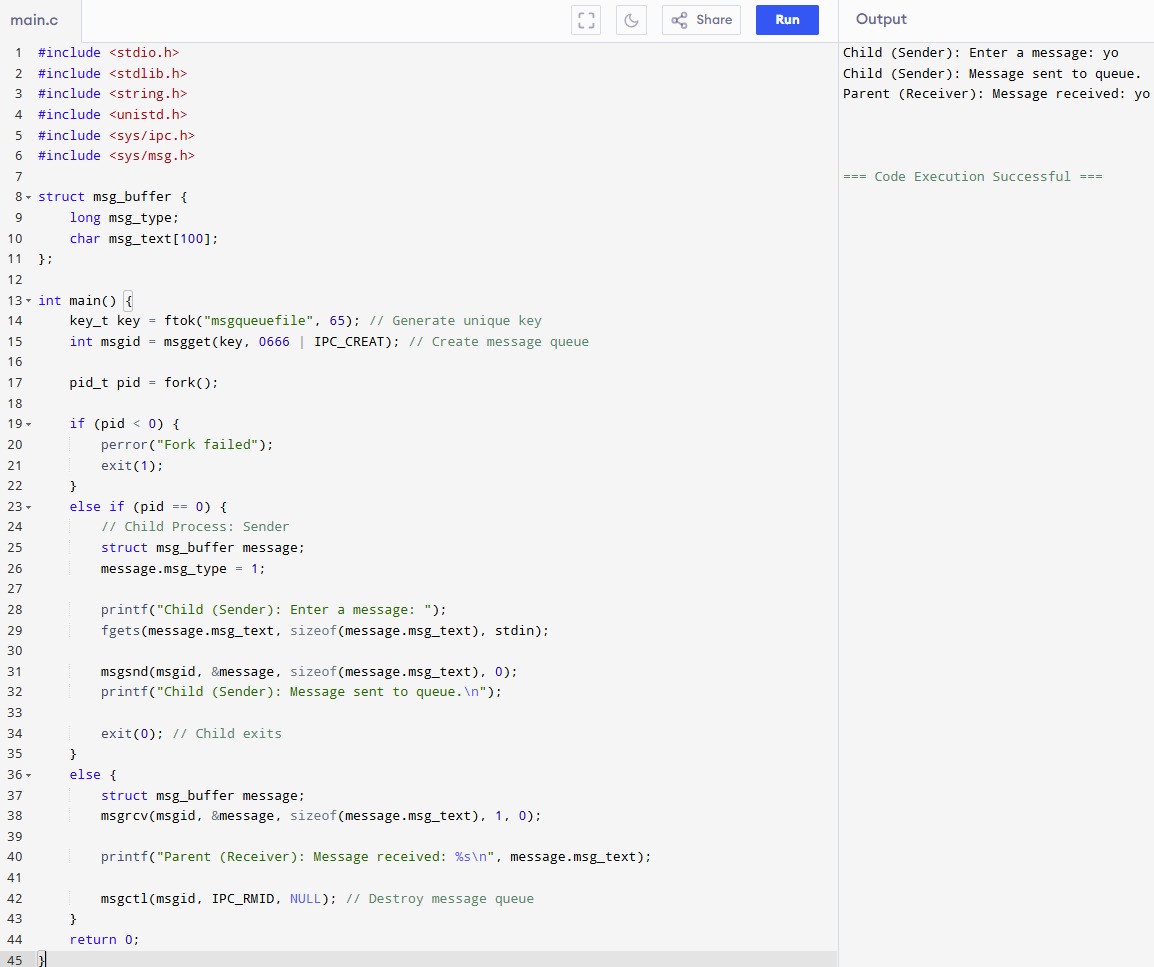 main.c
Share
Run
Output
1 #include <stdio.h>
2 #include <stdlib.h>
3 #include <string.h>
4 #include <unistd.h>
5 #include <sys/ipc.h>
6 #include <sys/msg.h>
7
8 struct msg_buffer {
9     long msg_type;
10     char msg_text[100];
11 };
12
13 int main() {
14     key_t key = ftok("msgqueuefile", 65); // Generate unique key
15     int msgid = msgget(key, 0666 | IPC_CREAT); // Create message queue
16
17     pid_t pid = fork();
18
19     if (pid < 0) {
20         perror("Fork failed");
21         exit(1);
22     }
23     else if (pid == 0) {
24         // Child Process: Sender
25         struct msg_buffer message;
26         message.msg_type = 1;
27
28         printf("Child (Sender): Enter a message: ");
29         fgets(message.msg_text, sizeof(message.msg_text), stdin);
30
31         msgsnd(msgid, &message, sizeof(message.msg_text), 0);
32         printf("Child (Sender): Message sent to queue.\n");
33
34         exit(0); // Child exits
35     }
36     else {
37         struct msg_buffer message;
38         msgrcv(msgid, &message, sizeof(message.msg_text), 1, 0);
39
40         printf("Parent (Receiver): Message received: %s\n", message.msg_text);
41
42         msgctl(msgid, IPC_RMID, NULL); // Destroy message queue
43     }
44     return 0;
45 }
Child (Sender): Enter a message: yo
Child (Sender): Message sent to queue.
Parent (Receiver): Message received: yo
=== Code Execution Successful ===